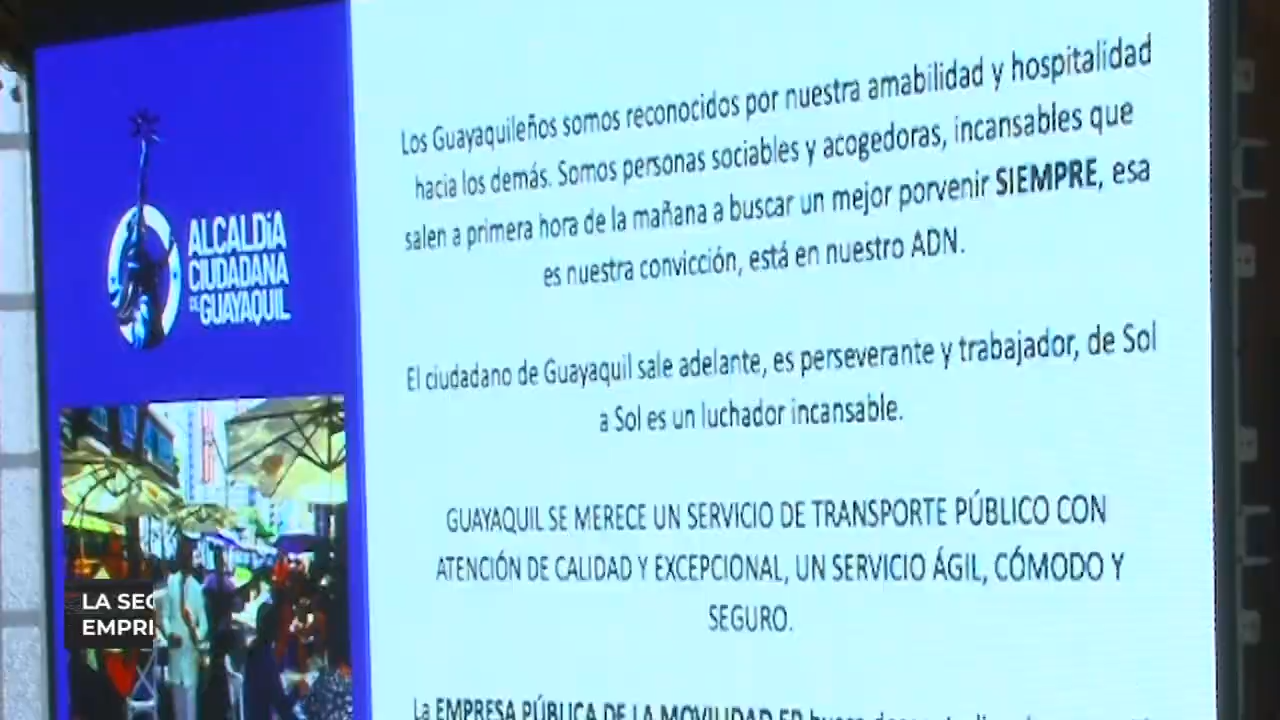 ALCALDÍA
CIUDADANA
DE GUAYAQUIL
Los Guayaquileños somos reconocidos por nuestra amabilidad y hospitalidad
hacia los demás. Somos personas sociables y acogedoras, incansables que
salen a primera hora de la mañana a buscar un mejor porvenir SIEMPRE, esa
es nuestra convicción, está en nuestro ADN.
El ciudadano de Guayaquil sale adelante, es perseverante y trabajador, de Sol
a Sol es un luchador incansable.
GUAYAQUIL SE MERECE UN SERVICIO DE TRANSPORTE PÚBLICO CON
ATENCIÓN DE CALIDAD Y EXCEPCIONAL, UN SERVICIO ÁGIL, CÓMODO Y
SEGURO.
La EMPRESA PÚBLICA DE LA MOVILIDAD EP busca
LA SEC
EMPRI